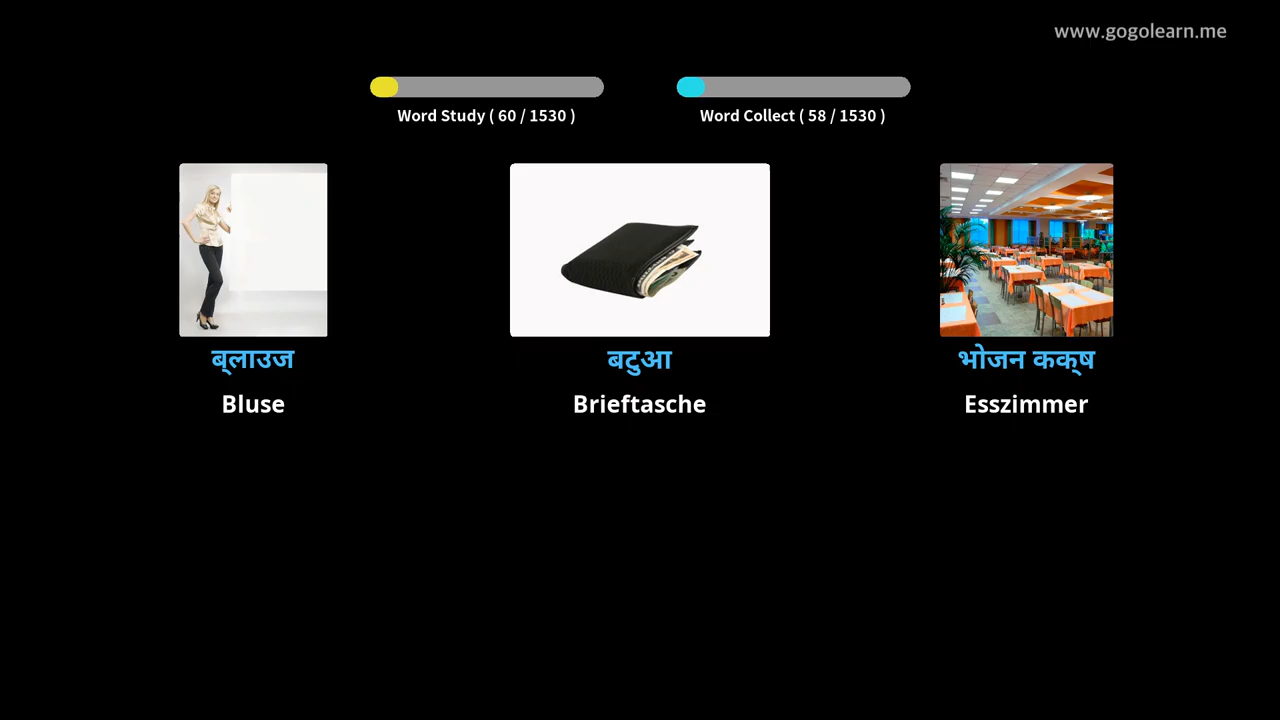 www.gogolearn.me
Word Study ( 60 / 1530 )
Word Collect ( 58 / 1530 )
ब्लाउज
बटुआ
भोजन कक्ष
Bluse
Brieftasche
Esszimmer